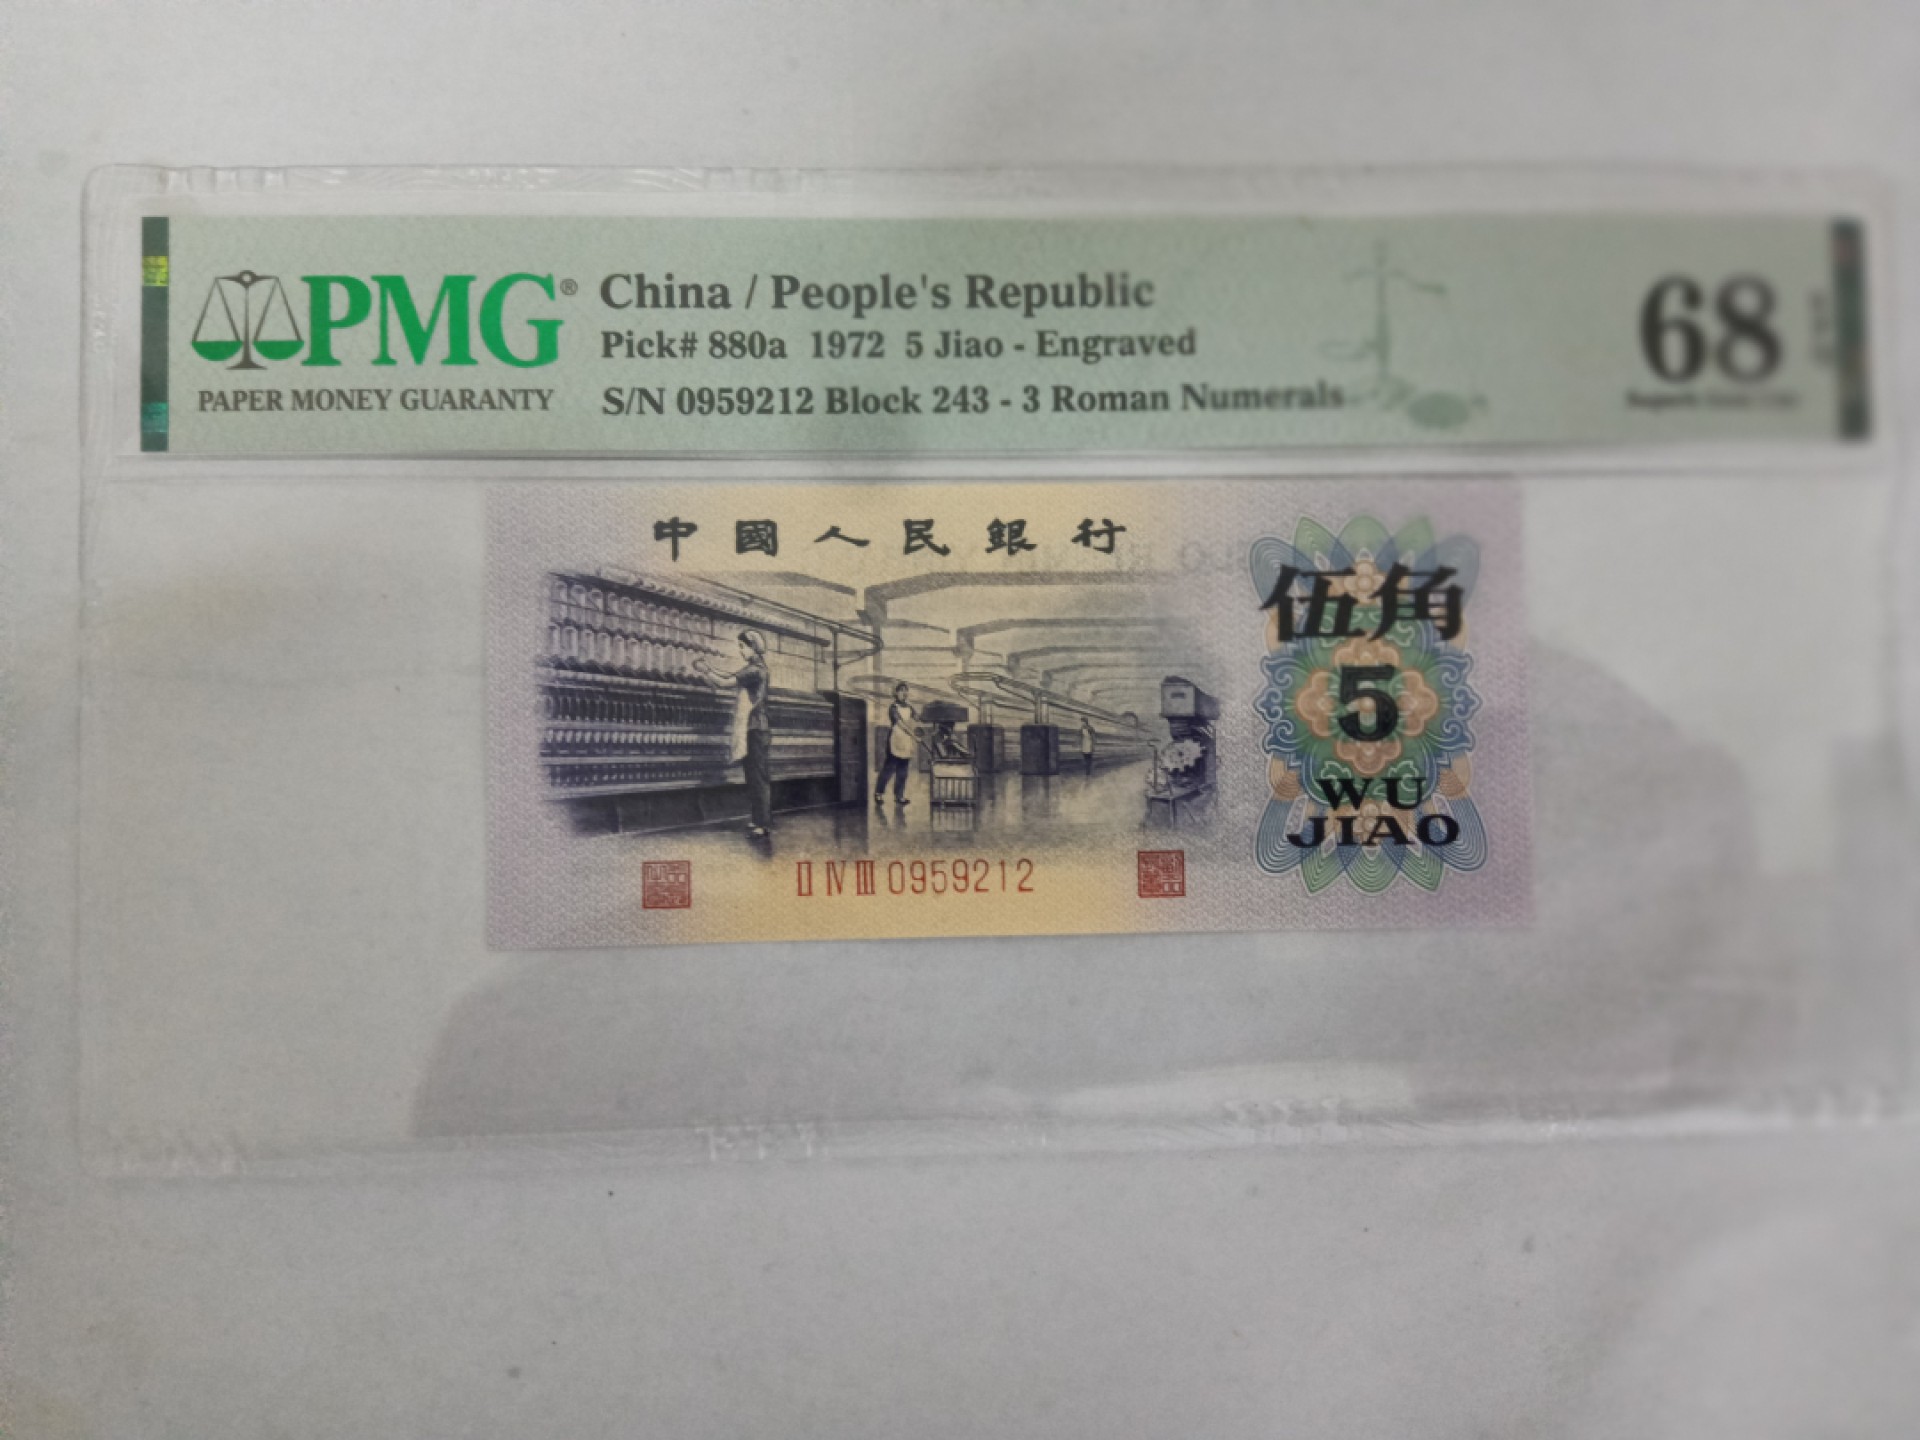 PMG®
PAPER MONEY GUARANTY
China / People's Republic
Pick# 880a 1972 5 Jiao - Engraved
S/N 0959212 Block 243 - 3 Roman Numerals
68
中國人民銀行
伍角
5
WU
JIAO
Ⅱ Ⅳ Ⅲ 0959212